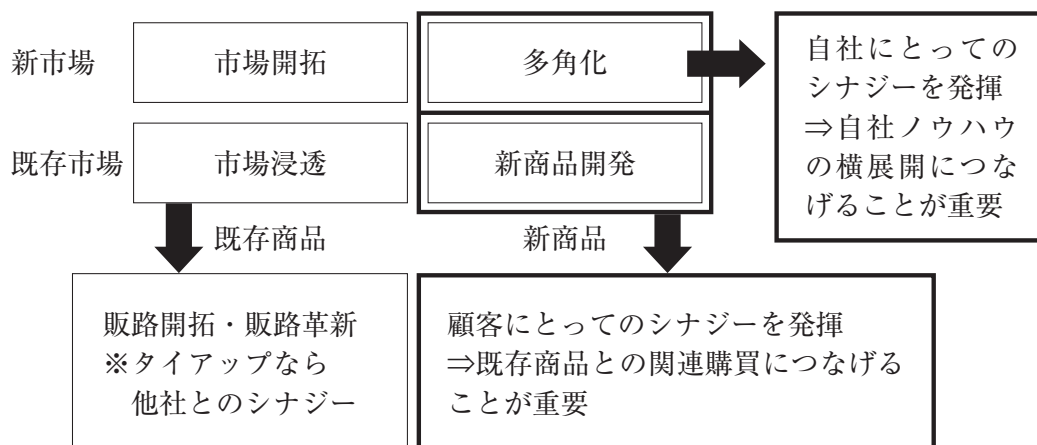 新市場
市場開拓
多角化
自社にとっての
シナジーを発揮
⇒自社ノウハウ
の横展開につな
げることが重要
既存市場
市場浸透
新商品開発
既存商品
新商品
販路開拓・販路革新
※タイアップなら
他社とのシナジー
顧客にとってのシナジーを発揮
⇒既存商品との関連購買につなげる
ことが重要